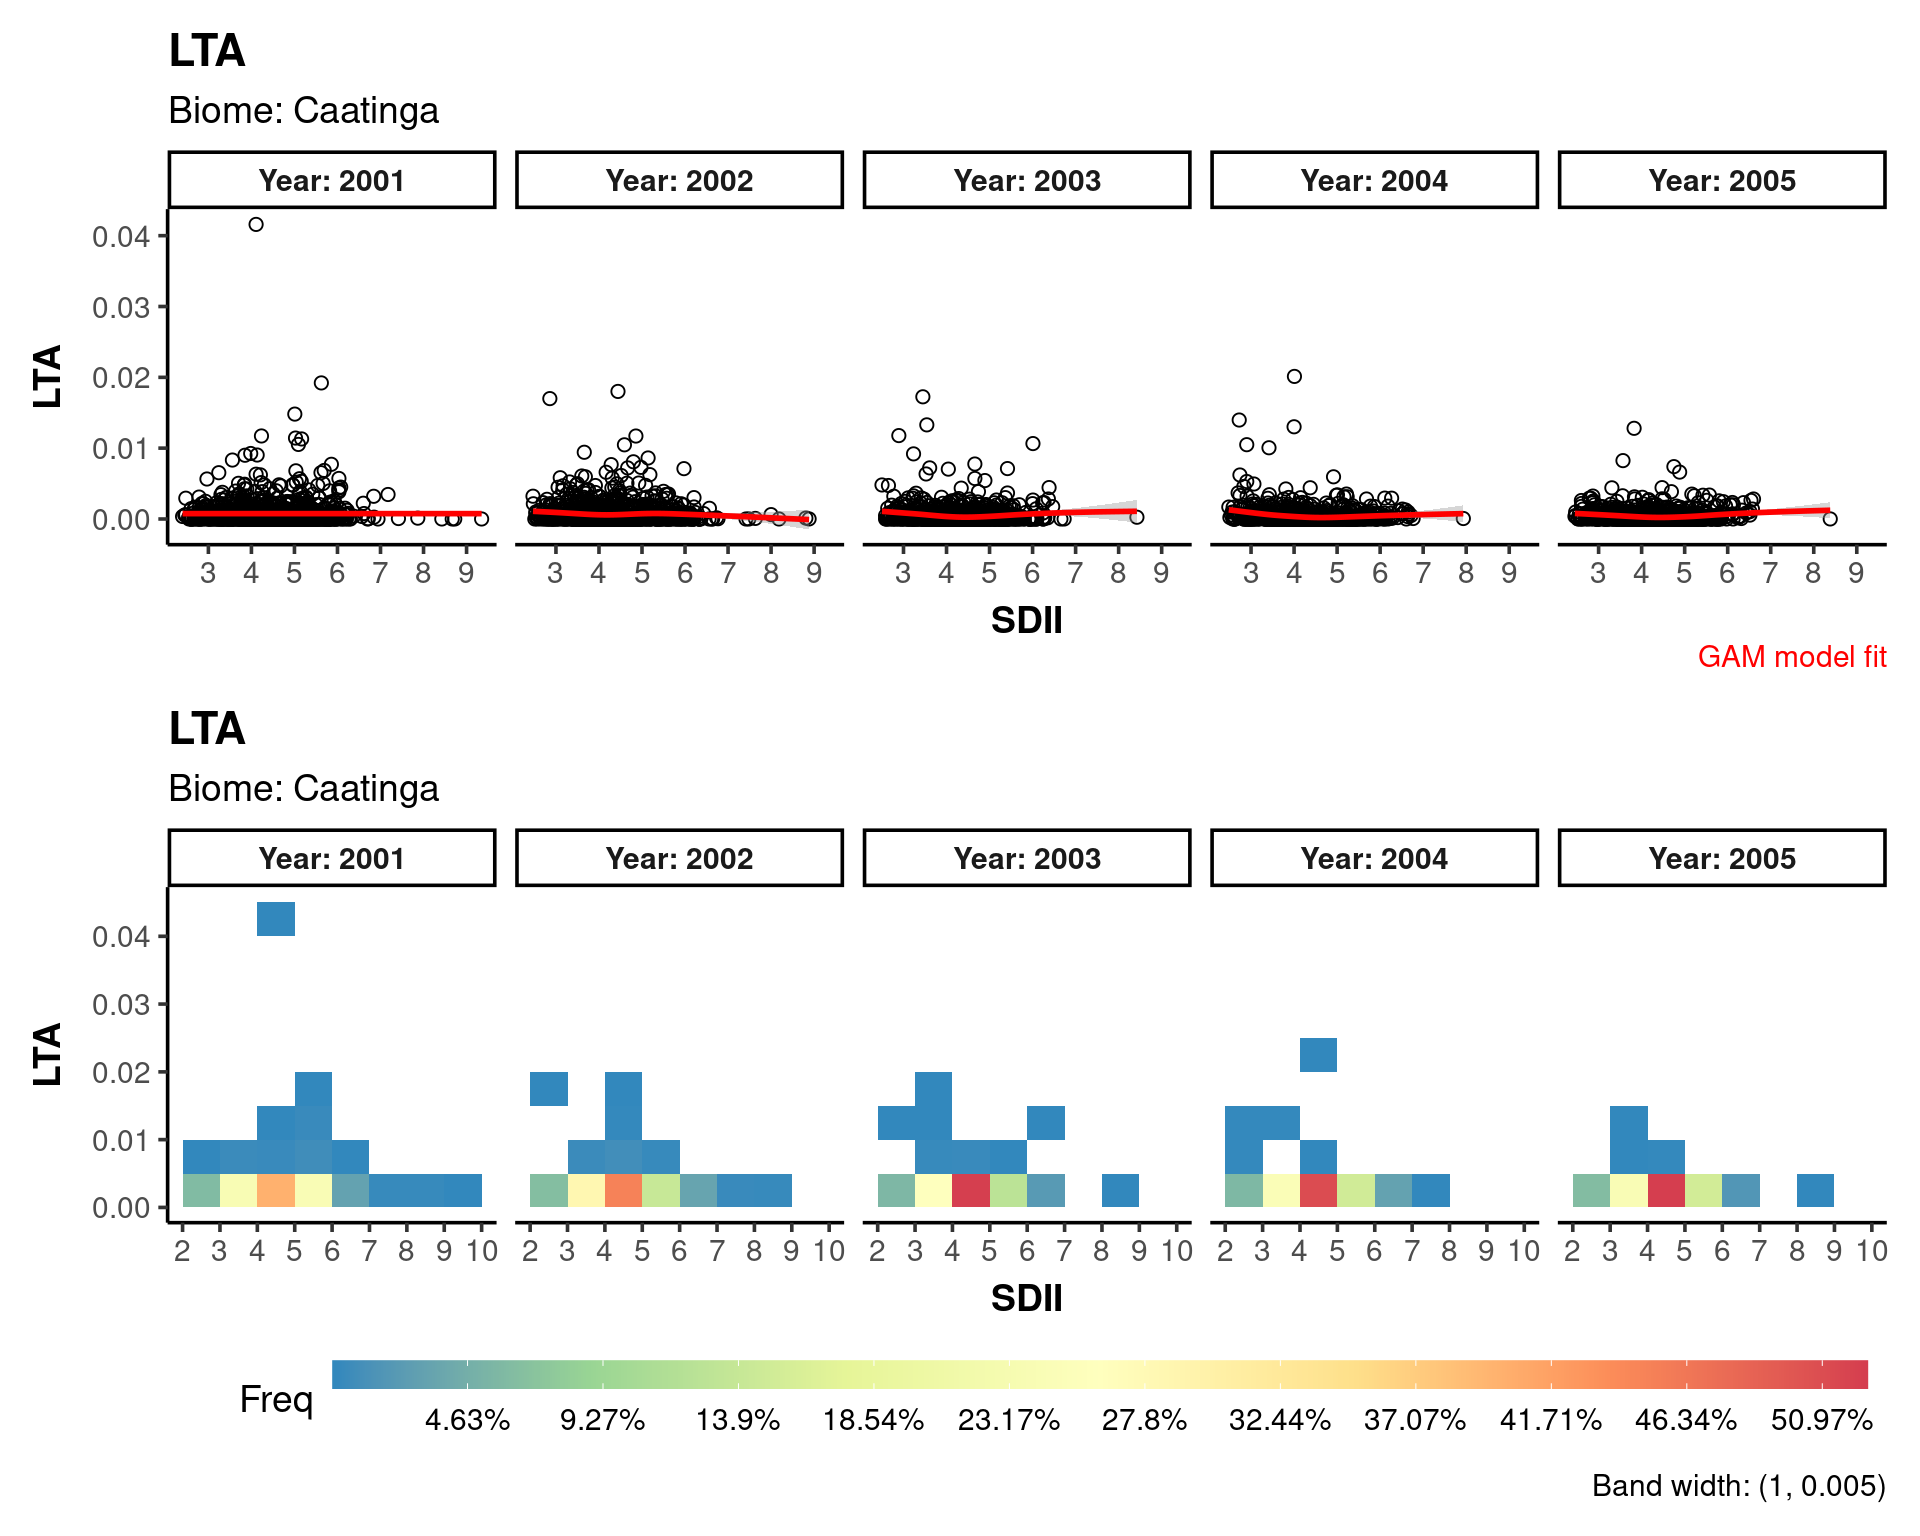 LTA
Biome: Caatinga
Year: 2001 Year: 2002 Year: 2003 Year: 2004 Year: 2005
0.04
0.03
0.02
0.01
0.00
LTA
3 4 5 6 7 8 9 3 4 5 6 7 8 9 3 4 5 6 7 8 9 3 4 5 6 7 8 9 3 4 5 6 7 8 9
SDII
GAM model fit
LTA
Biome: Caatinga
Year: 2001 Year: 2002 Year: 2003 Year: 2004 Year: 2005
0.04
0.03
0.02
0.01
0.00
LTA
2 3 4 5 6 7 8 9 10 2 3 4 5 6 7 8 9 10 2 3 4 5 6 7 8 9 10 2 3 4 5 6 7 8 9 10 2 3 4 5 6 7 8 9 10
SDII
Freq
4.63% 9.27% 13.9% 18.54% 23.17% 27.8% 32.44% 37.07% 41.71% 46.34% 50.97%
Band width: (1, 0.005)